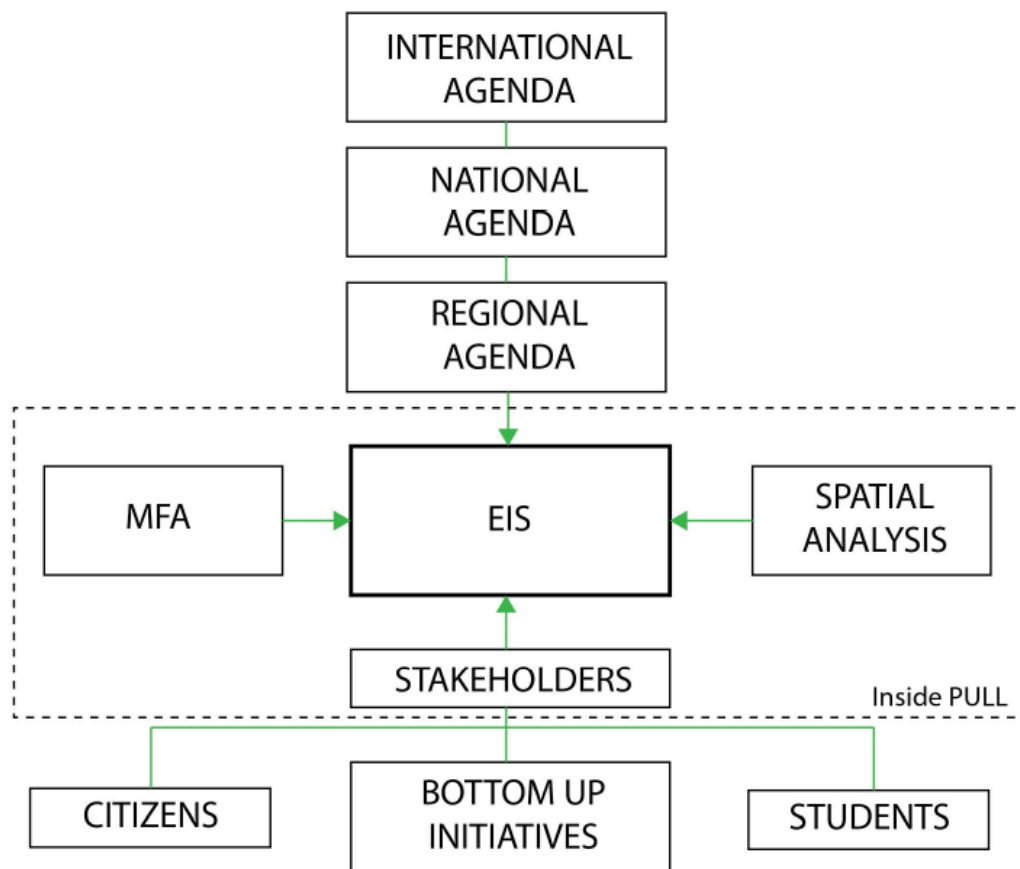 INTERNATIONAL
AGENDA
NATIONAL
AGENDA
REGIONAL
AGENDA
MFA
EIS
SPATIAL
ANALYSIS
STAKEHOLDERS
Inside PULL
CITIZENS
BOTTOM UP
INITIATIVES
STUDENTS